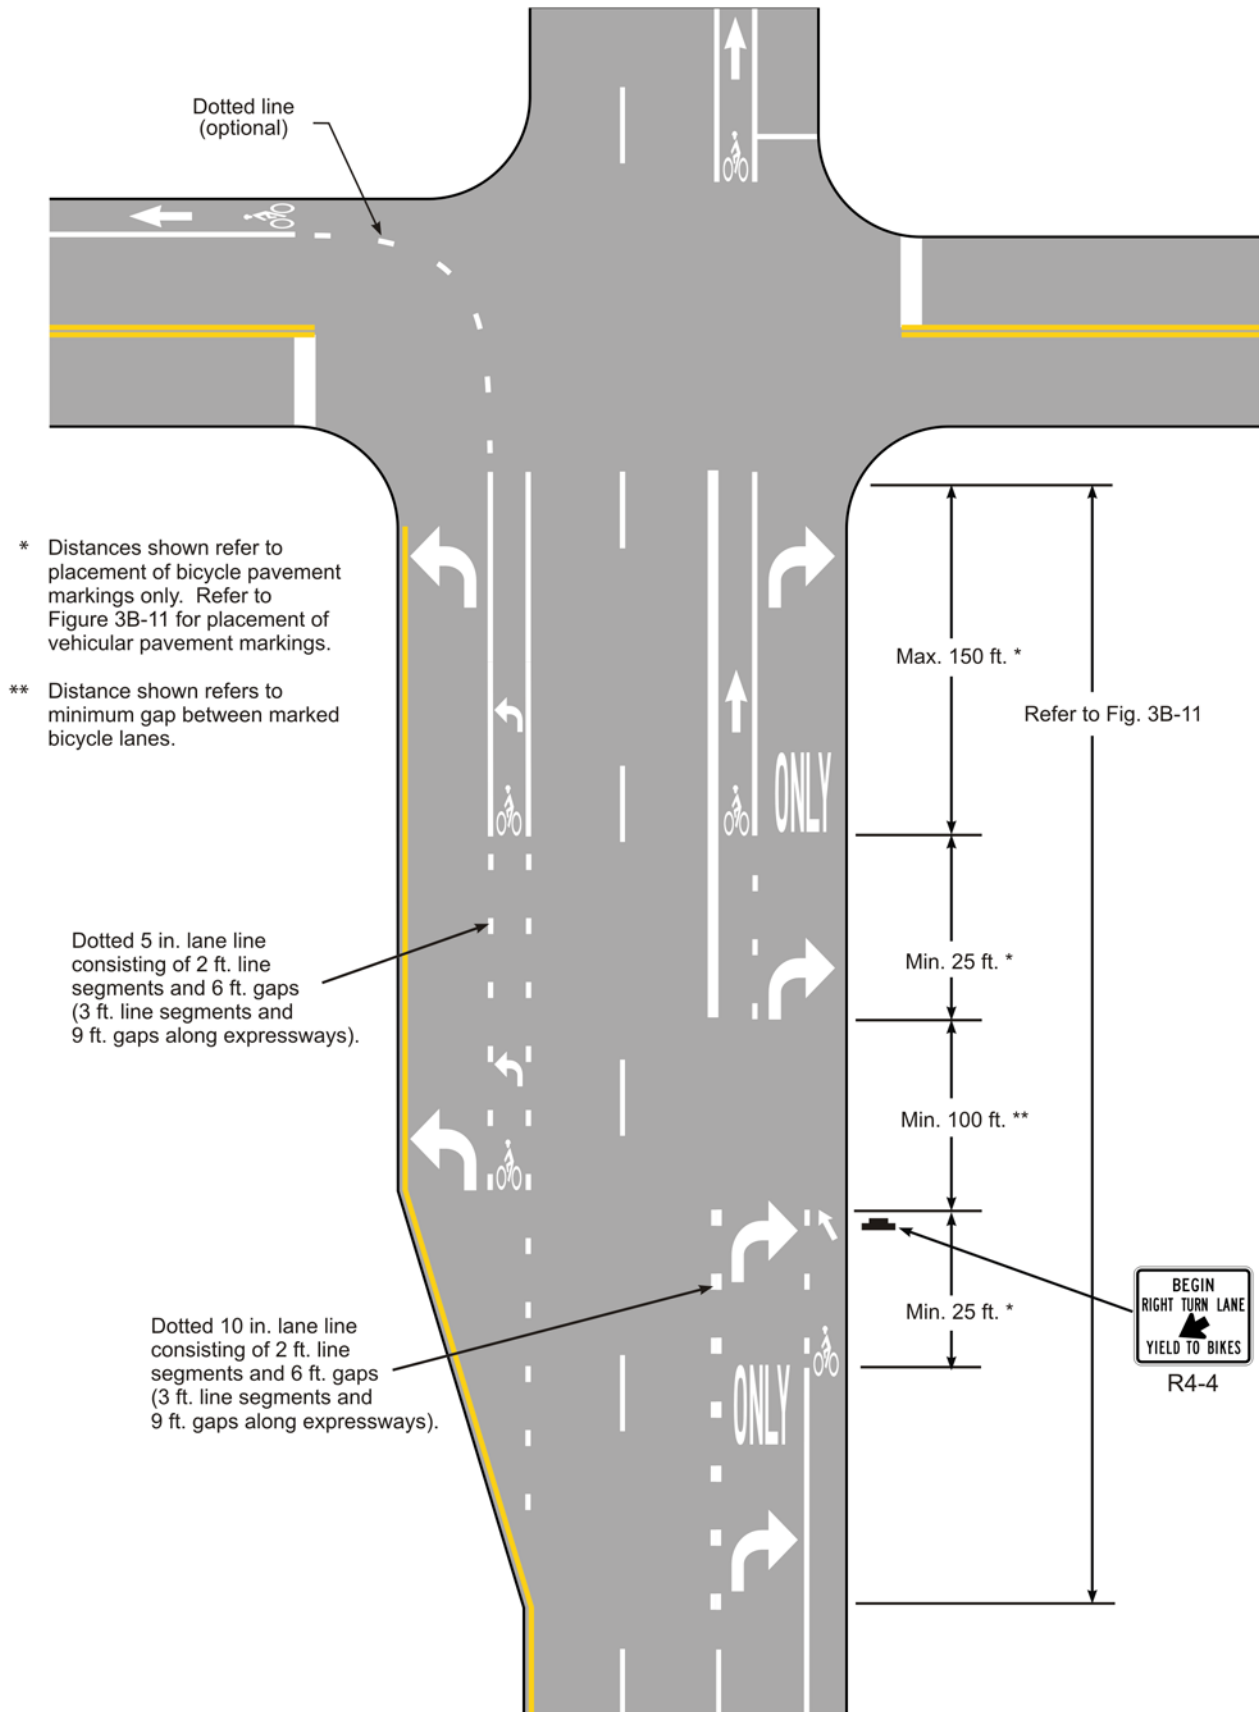 Dotted line
(optional)
* Distances shown refer to
placement of bicycle pavement
markings only. Refer to
Figure 3B-11 for placement of
vehicular pavement markings.
** Distance shown refers to
minimum gap between marked
bicycle lanes.
Max. 150 ft. *
Refer to Fig. 3B-11
ONLY
Dotted 5 in. lane line
consisting of 2 ft. line
segments and 6 ft. gaps
(3 ft. line segments and
9 ft. gaps along expressways).
Min. 25 ft. *
Min. 100 ft. **
Dotted 10 in. lane line
consisting of 2 ft. line
segments and 6 ft. gaps
(3 ft. line segments and
9 ft. gaps along expressways).
ONLY
Min. 25 ft. *
BEGIN
RIGHT TURN LANE
YIELD TO BIKES
R4-4